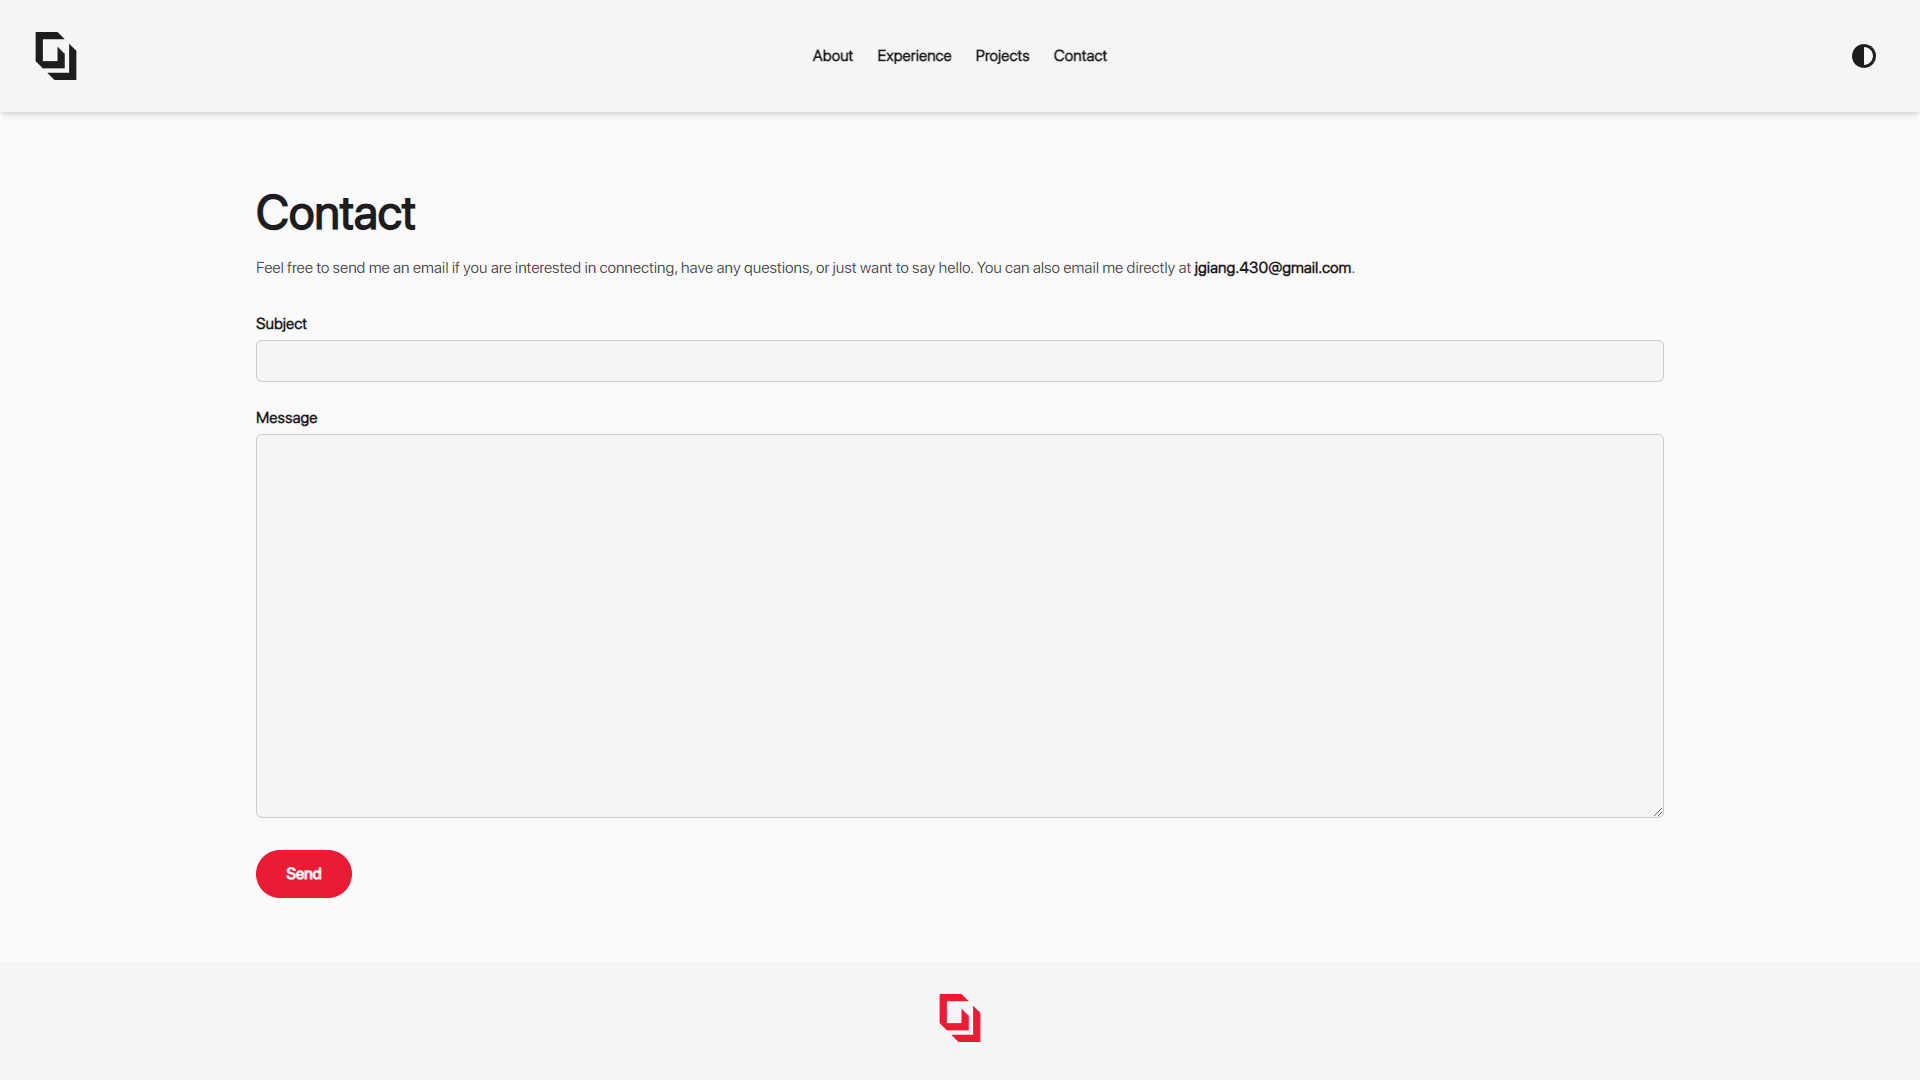 About
Experience
Projects
Contact
Contact
Feel free to send me an email if you are interested in connecting, have any questions, or just want to say hello. You can also email me directly at jgiang.430@gmail.com.
Subject
Message
Send